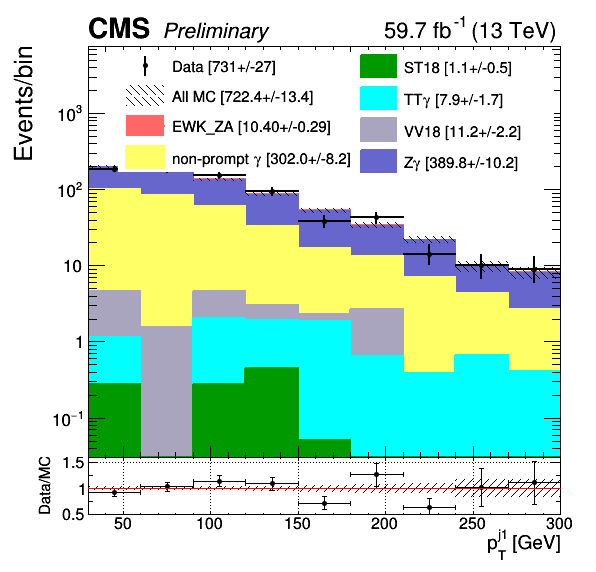 CMS Preliminary 59.7 fb⁻¹ (13 TeV)
Events/bin
Data [731+/-27]
All MC [722.4+/-13.4]
EWK_ZA [10.40+/-0.29]
non-prompt γ [302.0+/-8.2]
ST18 [1.1+/-0.5]
TTγ [7.9+/-1.7]
VV18 [11.2+/-2.2]
Zγ [389.8+/-10.2]
10³
10²
10
1
10⁻¹
Data/MC
1.5
1
0.5
50 100 150 200 250 300
p_T^j1 [GeV]